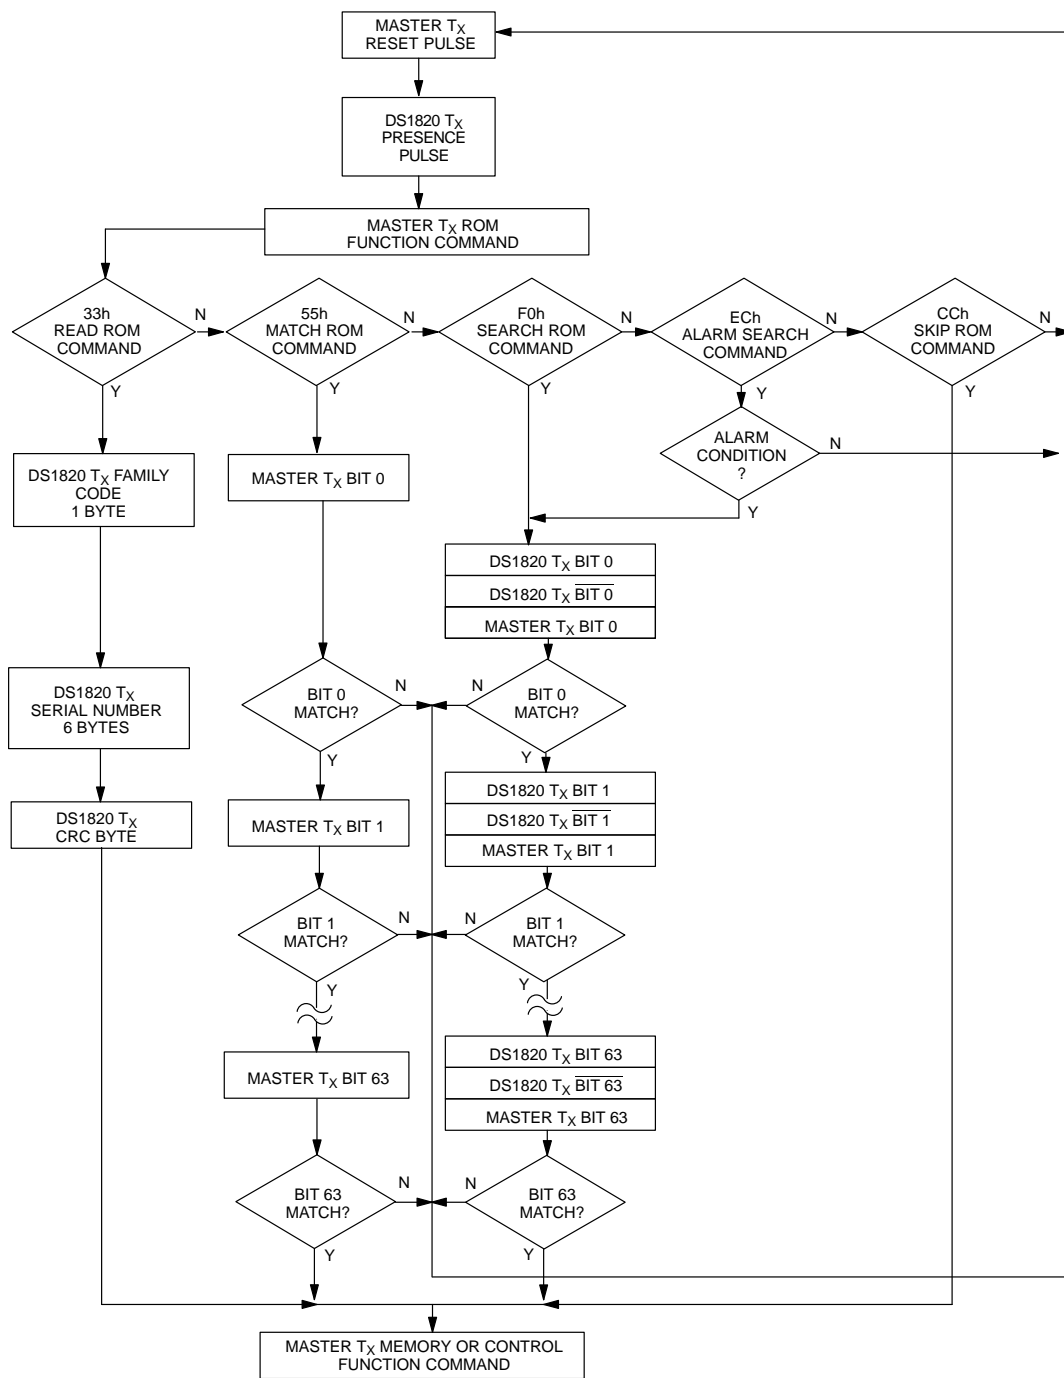 MASTER TX
RESET PULSE
DS1820 TX
PRESENCE
PULSE
MASTER TX ROM
FUNCTION COMMAND
33h
READ ROM
COMMAND
N
Y
55h
MATCH ROM
COMMAND
N
Y
F0h
SEARCH ROM
COMMAND
N
Y
ECh
ALARM SEARCH
COMMAND
N
Y
CCh
SKIP ROM
COMMAND
N
Y
ALARM
CONDITION
?
N
Y
DS1820 TX FAMILY
CODE
1 BYTE
MASTER TX BIT 0
DS1820 TX BIT 0
DS1820 TX BIT 0
MASTER TX BIT 0
DS1820 TX
SERIAL NUMBER
6 BYTES
BIT 0
MATCH?
N
Y
BIT 0
MATCH?
N
Y
DS1820 TX
CRC BYTE
MASTER TX BIT 1
DS1820 TX BIT 1
DS1820 TX BIT 1
MASTER TX BIT 1
BIT 1
MATCH?
N
Y
BIT 1
MATCH?
N
Y
MASTER TX BIT 63
DS1820 TX BIT 63
DS1820 TX BIT 63
MASTER TX BIT 63
BIT 63
MATCH?
N
Y
BIT 63
MATCH?
N
Y
MASTER TX MEMORY OR CONTROL
FUNCTION COMMAND